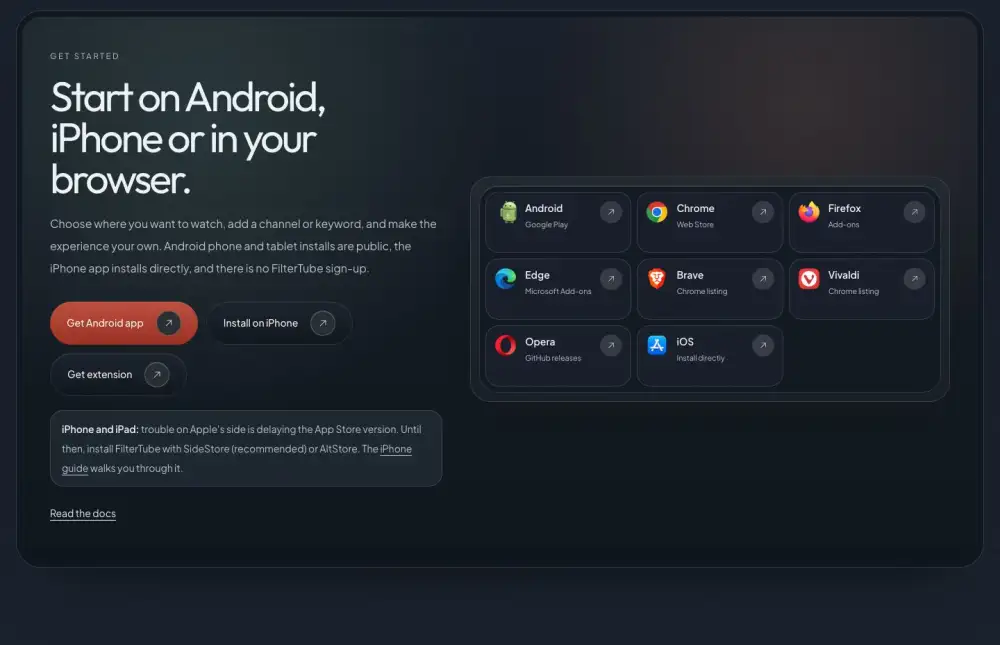 GET STARTED
Start on Android,
iPhone or in your
browser.
Choose where you want to watch, add a channel or keyword, and make the
experience your own. Android phone and tablet installs are public, the
iPhone app installs directly, and there is no FilterTube sign-up.
Get Android app
Install on iPhone
Get extension
iPhone and iPad: trouble on Apple's side is delaying the App Store version. Until
then, install FilterTube with SideStore (recommended) or AltStore. The iPhone
guide walks you through it.
Read the docs
Android
Google Play
Chrome
Web Store
Firefox
Add-ons
Edge
Microsoft Add-ons
Brave
Chrome listing
Vivaldi
Chrome listing
Opera
GitHub releases
iOS
Install directly